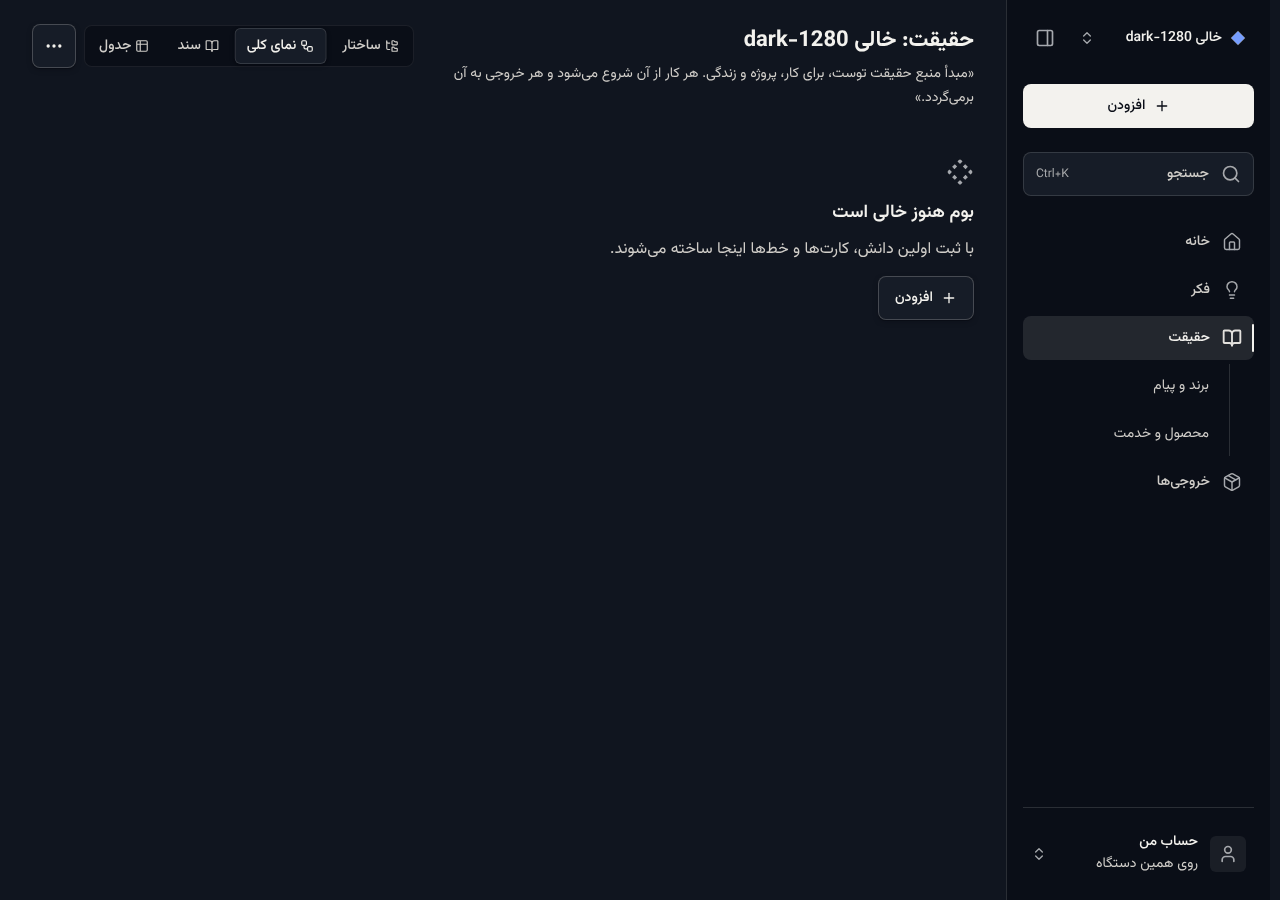 خالی dark-1280
افزودن
جستجو
Ctrl+K
خانه
فکر
حقیقت
برند و پیام
محصول و خدمت
خروجی‌ها
حساب من
روی همین دستگاه
حقیقت: خالی dark-1280
«مبدأ منبع حقیقت توست، برای کار، پروژه و زندگی. هر کار از آن شروع می‌شود و هر خروجی به آن
برمی‌گردد.»
ساختار
نمای کلی
سند
جدول
بوم هنوز خالی است
با ثبت اولین دانش، کارت‌ها و خط‌ها اینجا ساخته می‌شوند.
افزودن